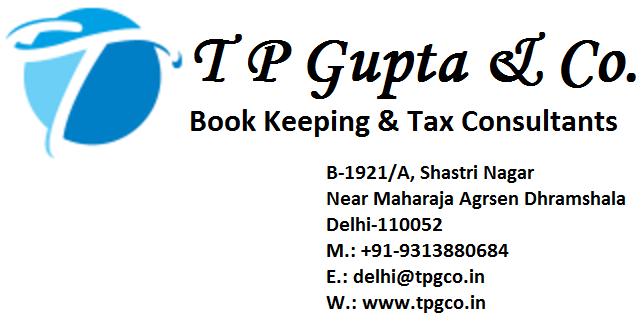 T P Gupta & Co.
Book Keeping & Tax Consultants
B-1921/A, Shastri Nagar
Near Maharaja Agrsen Dhramshala
Delhi-110052
M.: +91-9313880684
E.: delhi@tpgco.in
W.: www.tpgco.in